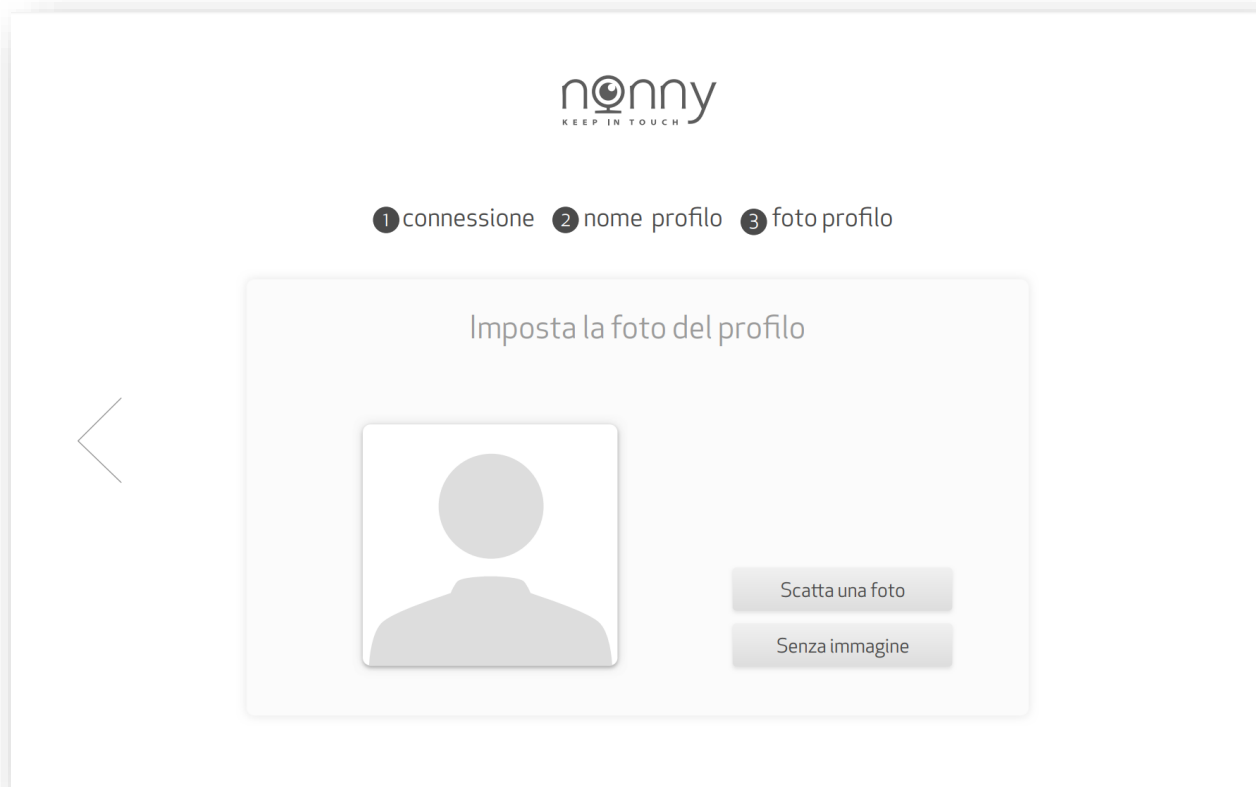 nonny
KEEP IN TOUCH
1 connessione 2 nome profilo 3 foto profilo
Imposta la foto del profilo
Scatta una foto
Senza immagine